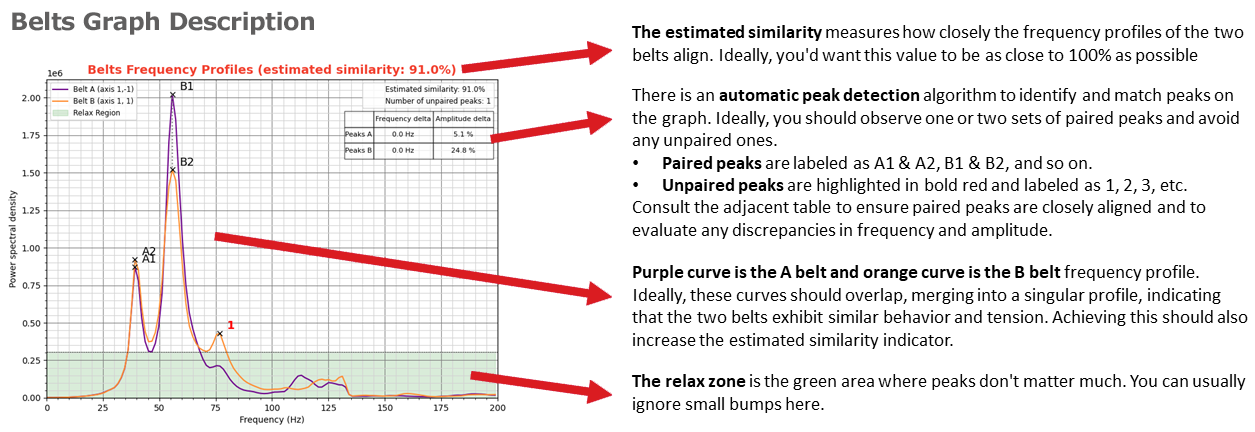 Belts Graph Description
Belts Frequency Profiles (estimated similarity: 91.0%)
1e6
Belt A (axis 1,-1)
Belt B (axis 1, 1)
Relax Region
Estimated similarity: 91.0%
Number of unpaired peaks: 1
Frequency delta Amplitude delta
Peaks A 0.0 Hz 5.1 %
Peaks B 0.0 Hz 24.8 %
B1
B2
A2
A1
1
Power spectral density
2.00
1.75
1.50
1.25
1.00
0.75
0.50
0.25
0.00
0 25 50 75 100 125 150 175 200
Frequency (Hz)
The estimated similarity measures how closely the frequency profiles of the two
belts align. Ideally, you'd want this value to be as close to 100% as possible
There is an automatic peak detection algorithm to identify and match peaks on
the graph. Ideally, you should observe one or two sets of paired peaks and avoid
any unpaired ones.
• Paired peaks are labeled as A1 & A2, B1 & B2, and so on.
• Unpaired peaks are highlighted in bold red and labeled as 1, 2, 3, etc.
Consult the adjacent table to ensure paired peaks are closely aligned and to
evaluate any discrepancies in frequency and amplitude.
Purple curve is the A belt and orange curve is the B belt frequency profile.
Ideally, these curves should overlap, merging into a singular profile, indicating
that the two belts exhibit similar behavior and tension. Achieving this should also
increase the estimated similarity indicator.
The relax zone is the green area where peaks don't matter much. You can usually
ignore small bumps here.